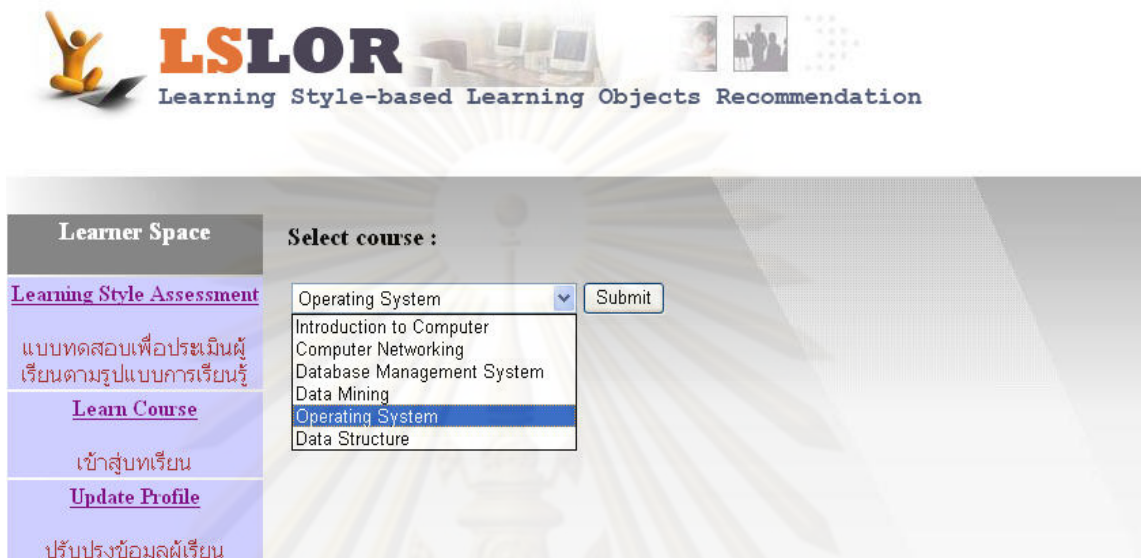 LSLOR
Learning Style-based Learning Objects Recommendation
Learner Space
Learning Style Assessment
แบบทดสอบเพื่อประเมินผู้
เรียนตามรูปแบบการเรียนรู้
Learn Course
เข้าสู่บทเรียน
Update Profile
ปรับปรุงข้อมูลผู้เรียน
Select course :
Operating System
Submit
Introduction to Computer
Computer Networking
Database Management System
Data Mining
Operating System
Data Structure